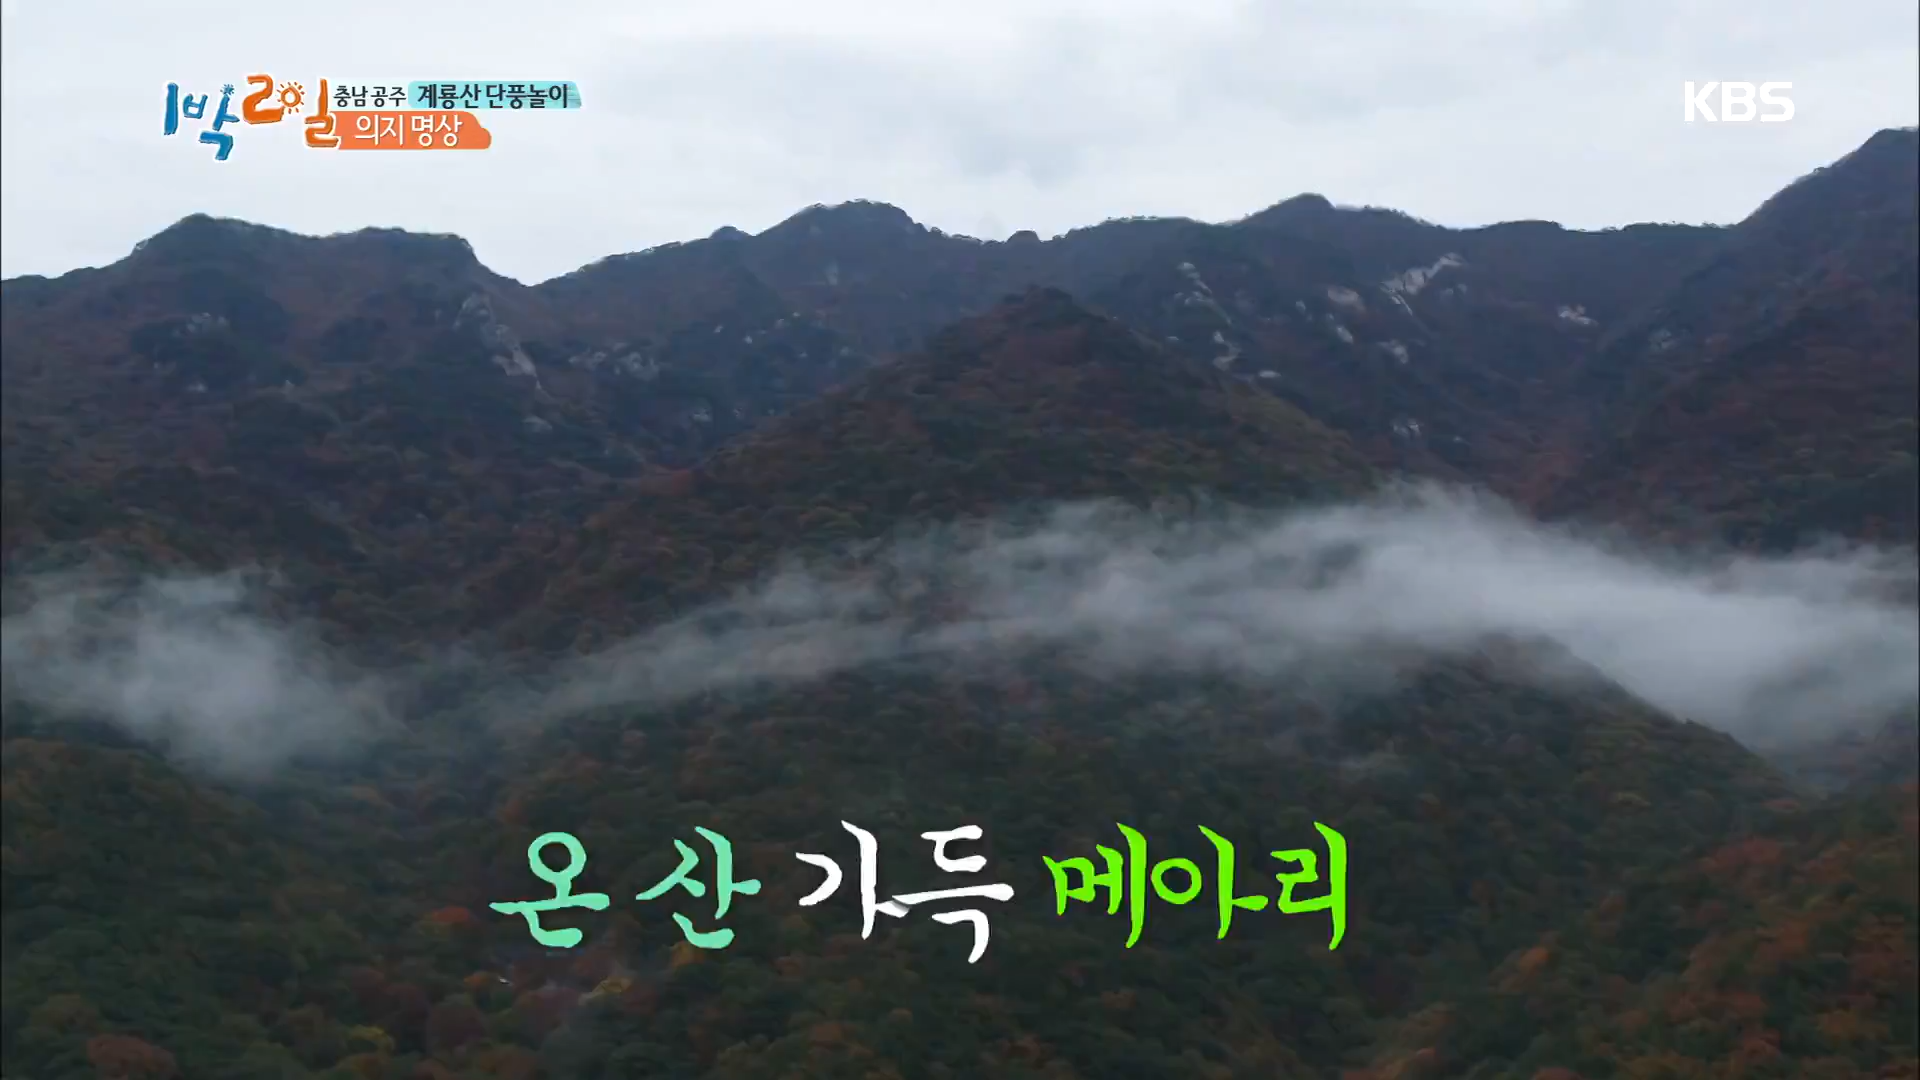 1박2일
충남 공주 계룡산 단풍놀이
의지 명상
KBS
온 산 가득 메아리